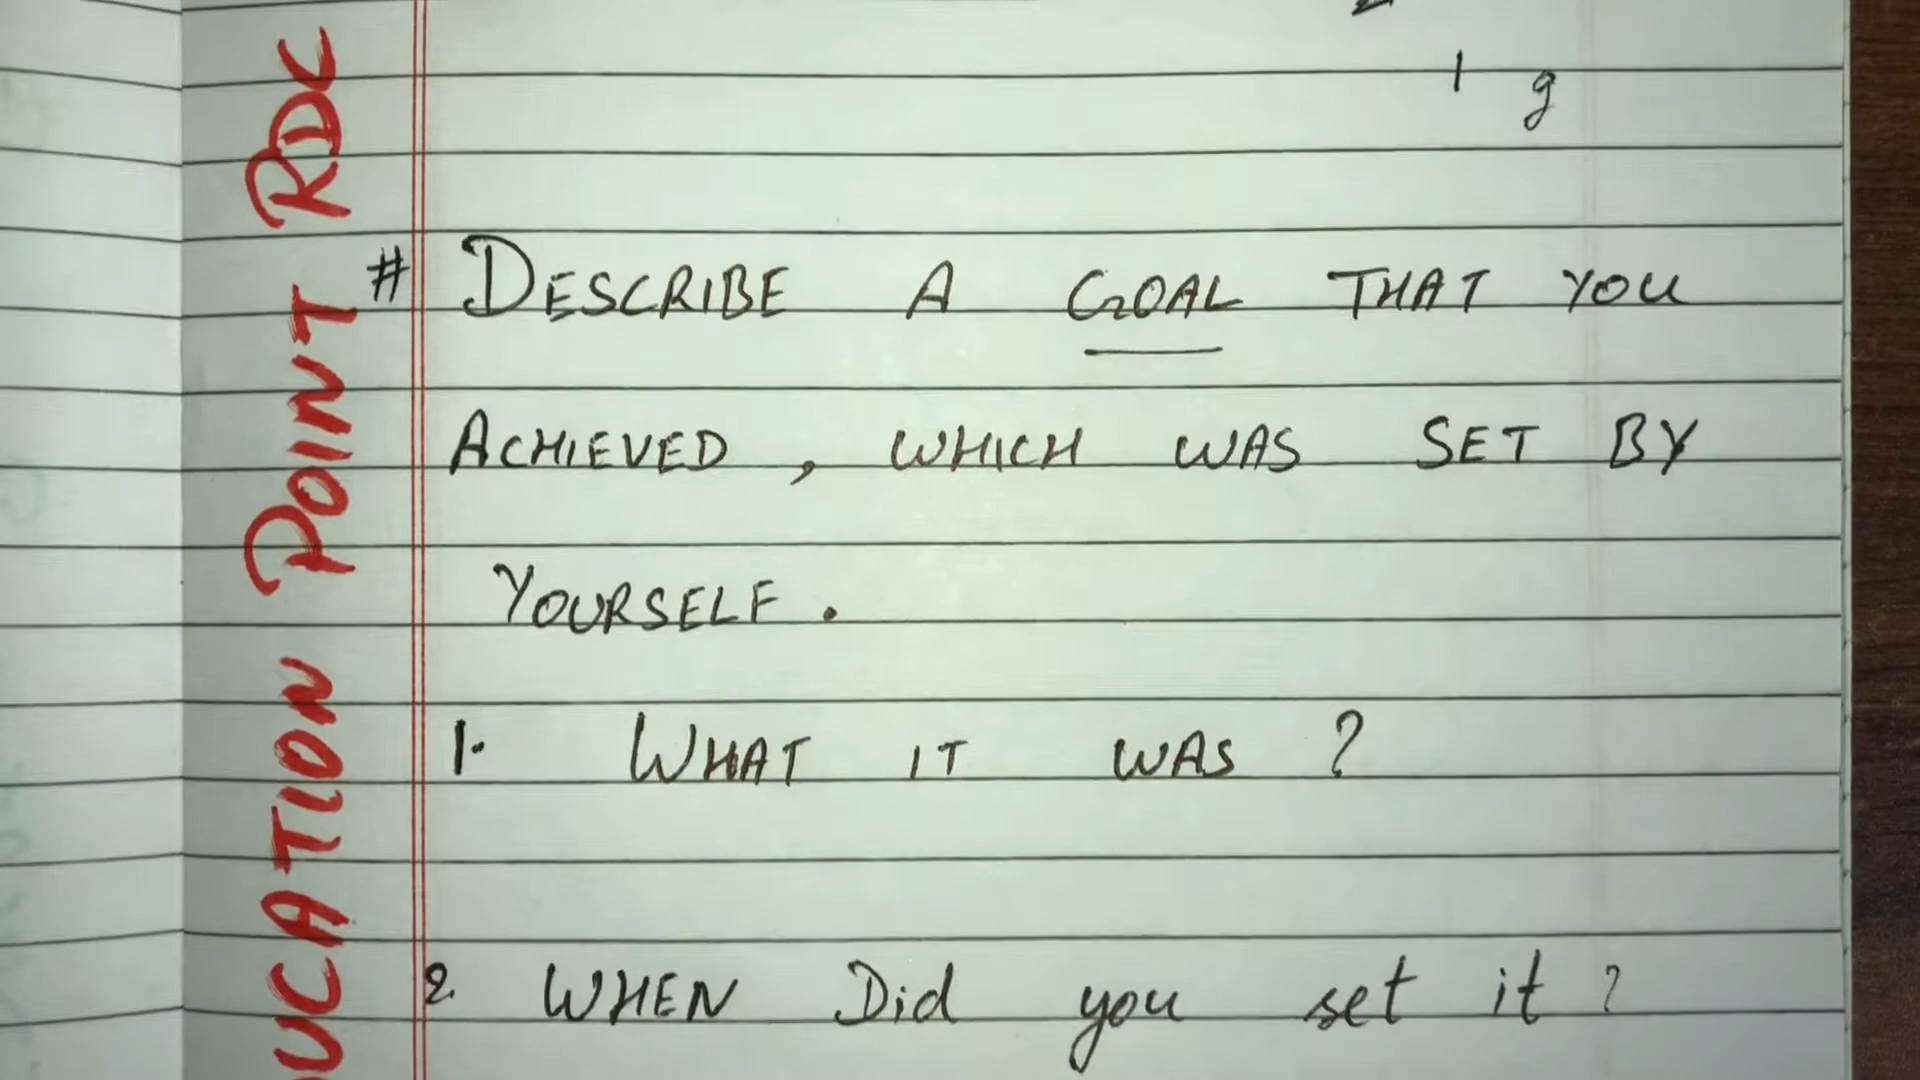 1 g
# DESCRIBE A GOAL THAT YOU
ACHIEVED, WHICH WAS SET BY
YOURSELF.
1. WHAT IT WAS ?
2. WHEN Did you set it ?
UCATION POINT RDC